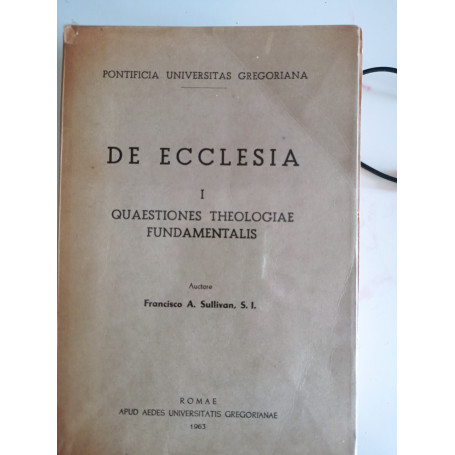 PONTIFICIA UNIVERSITAS GREGORIANA
DE ECCLESIA
I
QUAESTIONES THEOLOGIAE
FUNDAMENTALIS
Auctore
Francisco A. Sullivan, S. I.
ROMAE
APUD AEDES UNIVERSITATIS GREGORIANAE
1963